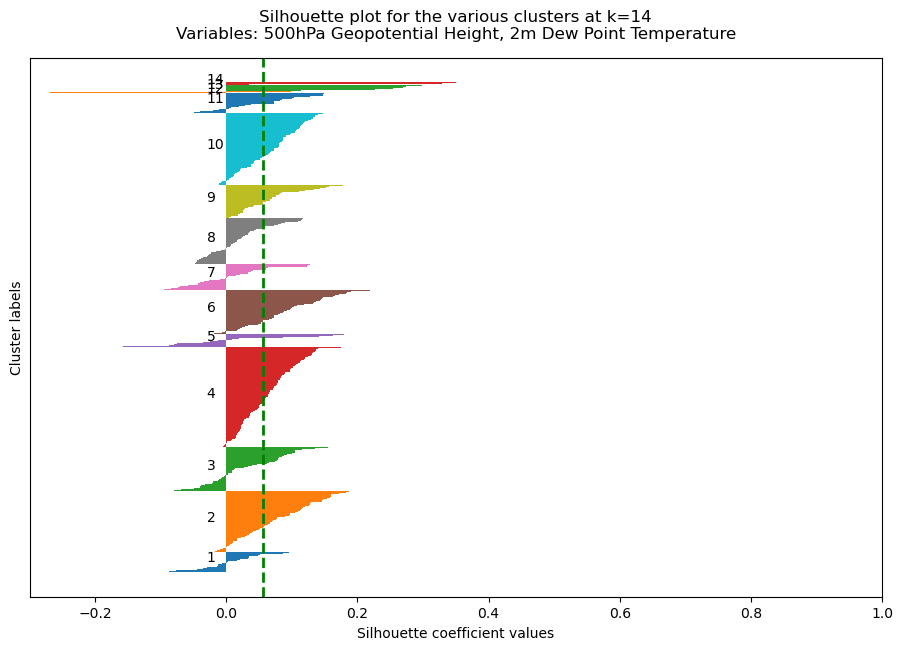 Silhouette plot for the various clusters at k=14
Variables: 500hPa Geopotential Height, 2m Dew Point Temperature
14
13
12
11
10
9
8
7
6
5
4
3
2
1
Cluster labels
−0.2 0.0 0.2 0.4 0.6 0.8 1.0
Silhouette coefficient values